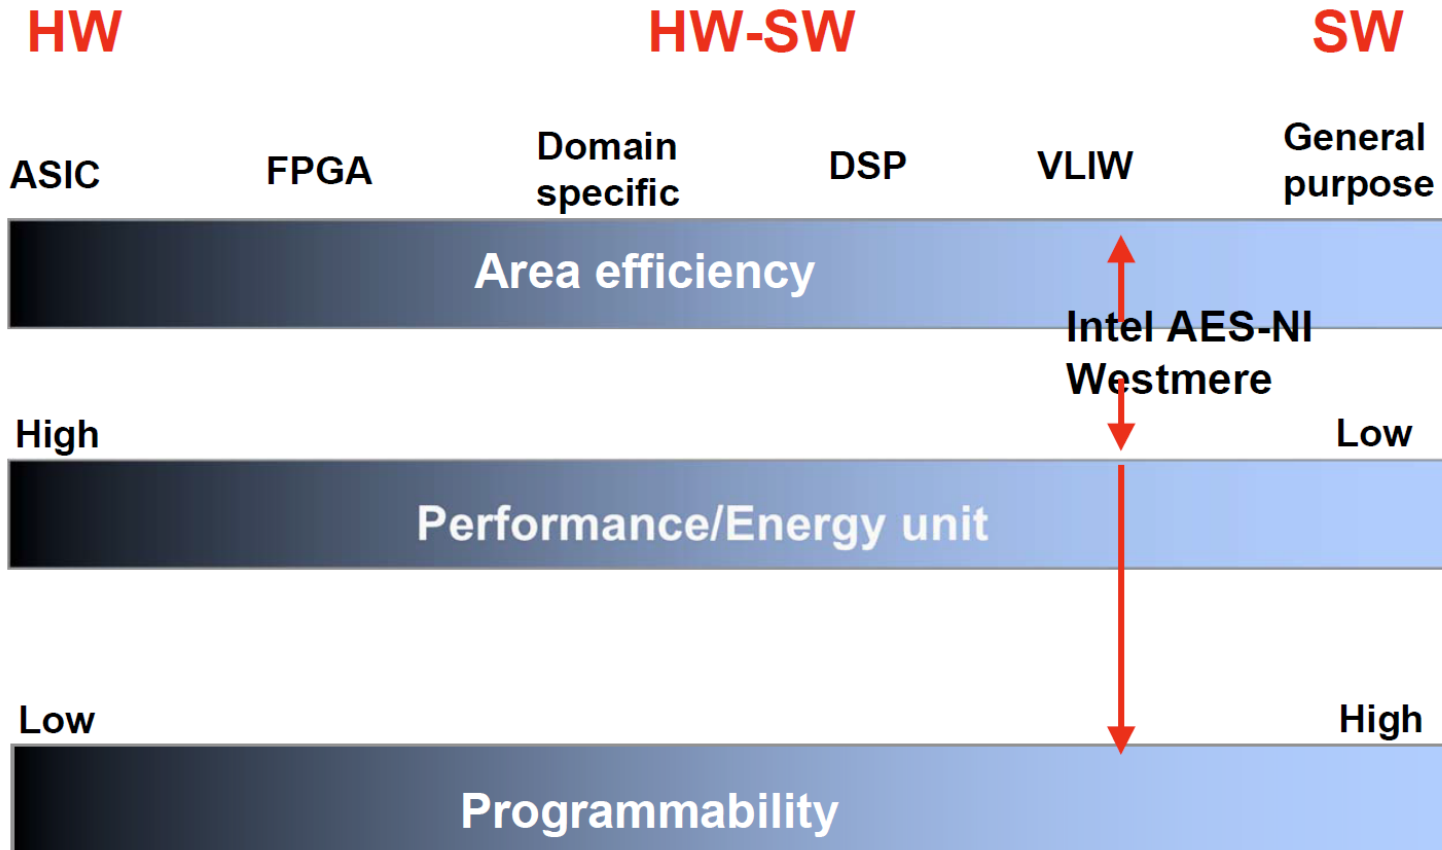 HW HW-SW SW
ASIC FPGA Domain specific DSP VLIW General purpose
Area efficiency
Intel AES-NI
Westmere
High Low
Performance/Energy unit
Low High
Programmability